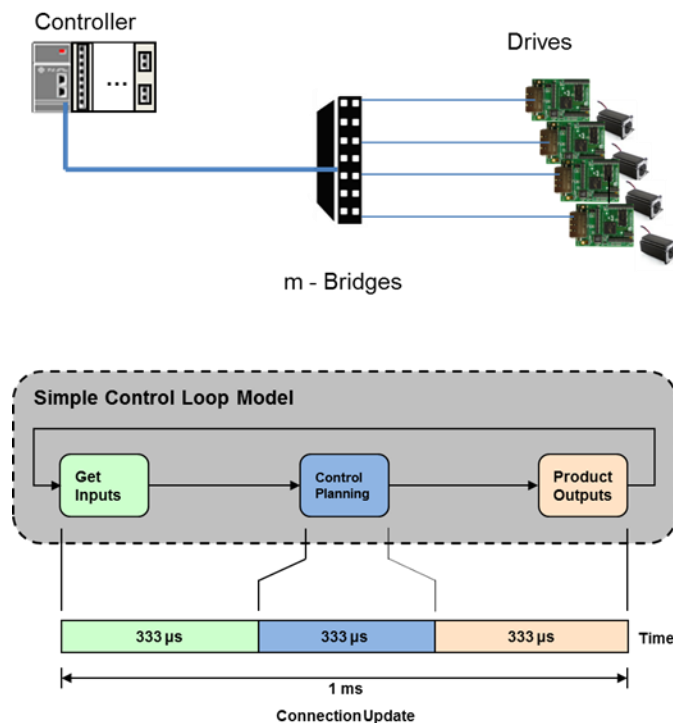 Controller
Drives
...
m - Bridges
Simple Control Loop Model
Get
Inputs
Control
Planning
Product
Outputs
333 µs
333 µs
333 µs
Time
1 ms
Connection Update